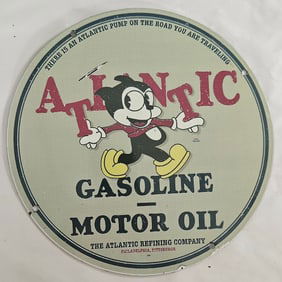 THERE IS AN ATLANTIC PUMP ON THE ROAD YOU ARE TRAVELING
ATLANTIC
GASOLINE
MOTOR OIL
THE ATLANTIC REFINING COMPANY
PHILADELPHIA, PITTSBURGH